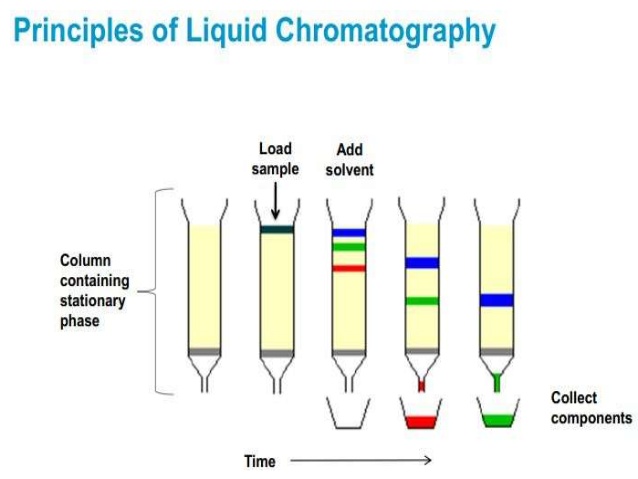 Principles of Liquid Chromatography
Load
sample
Add
solvent
Column
containing
stationary
phase
Collect
components
Time